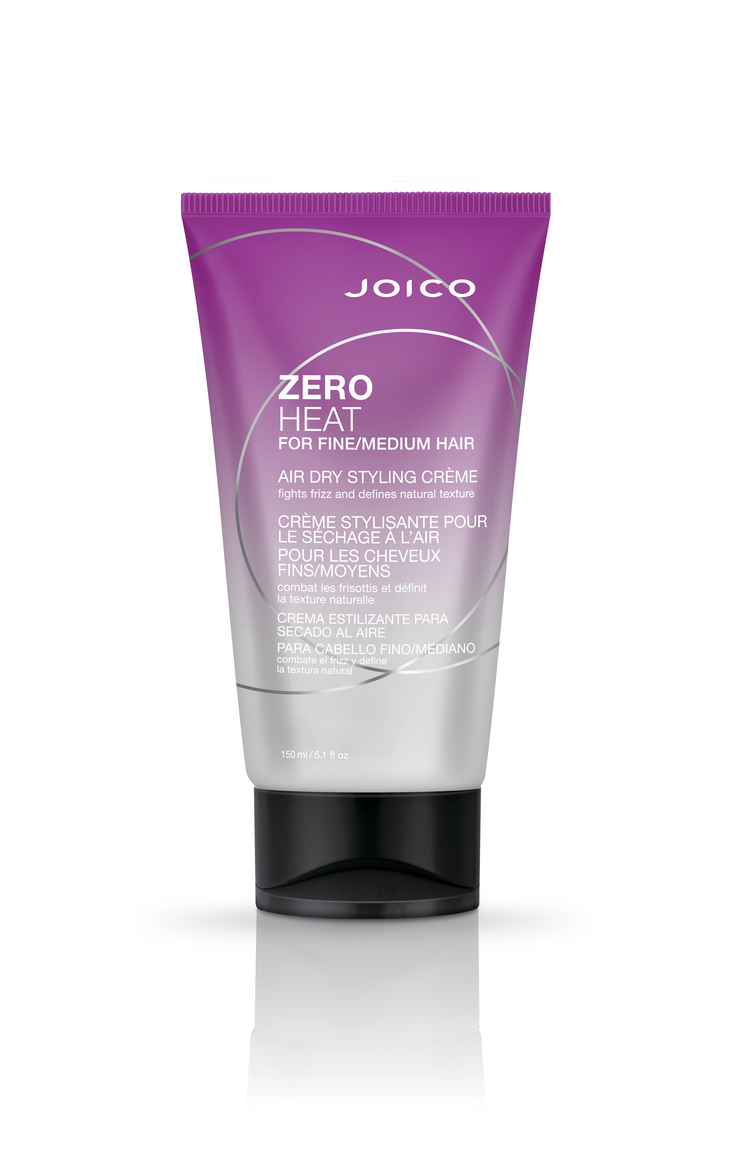 JOICO
ZERO
HEAT
FOR FINE/MEDIUM HAIR
AIR DRY STYLING CRÈME
fights frizz and defines natural texture
CRÈME STYLISANTE POUR
LE SÉCHAGE À L'AIR
POUR LES CHEVEUX
FINS/MOYENS
combat les frisottis et définit
la texture naturelle
CREMA ESTILIZANTE PARA
SECADO AL AIRE
PARA CABELLO FINO/MEDIANO
combate el frizz y define
la textura natural
150 ml / 5.1 fl oz